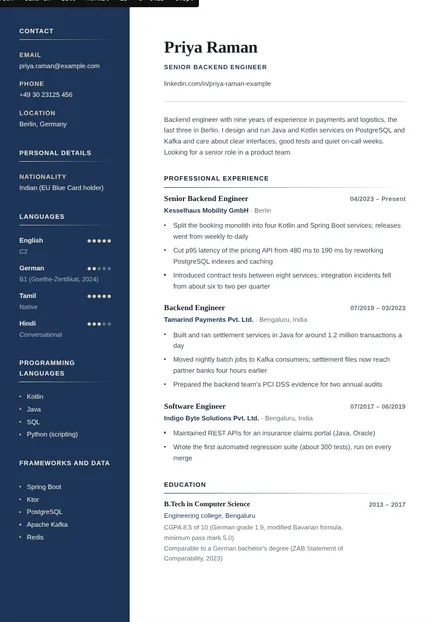 CONTACT
EMAIL
priya.raman@example.com
PHONE
+49 30 23125 456
LOCATION
Berlin, Germany
PERSONAL DETAILS
NATIONALITY
Indian (EU Blue Card holder)
LANGUAGES
English
C2
German
B1 (Goethe-Zertifikat, 2024)
Tamil
Native
Hindi
Conversational
PROGRAMMING
LANGUAGES
• Kotlin
• Java
• SQL
• Python (scripting)
FRAMEWORKS AND DATA
• Spring Boot
• Ktor
• PostgreSQL
• Apache Kafka
• Redis
Priya Raman
SENIOR BACKEND ENGINEER
linkedin.com/in/priya-raman-example
Backend engineer with nine years of experience in payments and logistics, the
last three in Berlin. I design and run Java and Kotlin services on PostgreSQL and
Kafka and care about clear interfaces, good tests and quiet on-call weeks.
Looking for a senior role in a product team.
PROFESSIONAL EXPERIENCE
Senior Backend Engineer 04/2023 – Present
Kesselhaus Mobility GmbH · Berlin
• Split the booking monolith into four Kotlin and Spring Boot services; releases
went from weekly to daily
• Cut p95 latency of the pricing API from 480 ms to 190 ms by reworking
PostgreSQL indexes and caching
• Introduced contract tests between eight services; integration incidents fell
from about six to two per quarter
Backend Engineer 07/2019 – 03/2023
Tamarind Payments Pvt. Ltd. · Bengaluru, India
• Built and ran settlement services in Java for around 1.2 million transactions a
day
• Moved nightly batch jobs to Kafka consumers; settlement files now reach
partner banks four hours earlier
• Prepared the backend team's PCI DSS evidence for two annual audits
Software Engineer 07/2017 – 06/2019
Indigo Byte Solutions Pvt. Ltd. · Bengaluru, India
• Maintained REST APIs for an insurance claims portal (Java, Oracle)
• Wrote the first automated regression suite (about 300 tests), run on every
merge
EDUCATION
B.Tech in Computer Science 2013 – 2017
Engineering college, Bengaluru
CGPA 8.5 of 10 (German grade 1.9, modified Bavarian formula,
minimum pass mark 5.0)
Comparable to a German bachelor's degree (ZAB Statement of
Comparability, 2023)